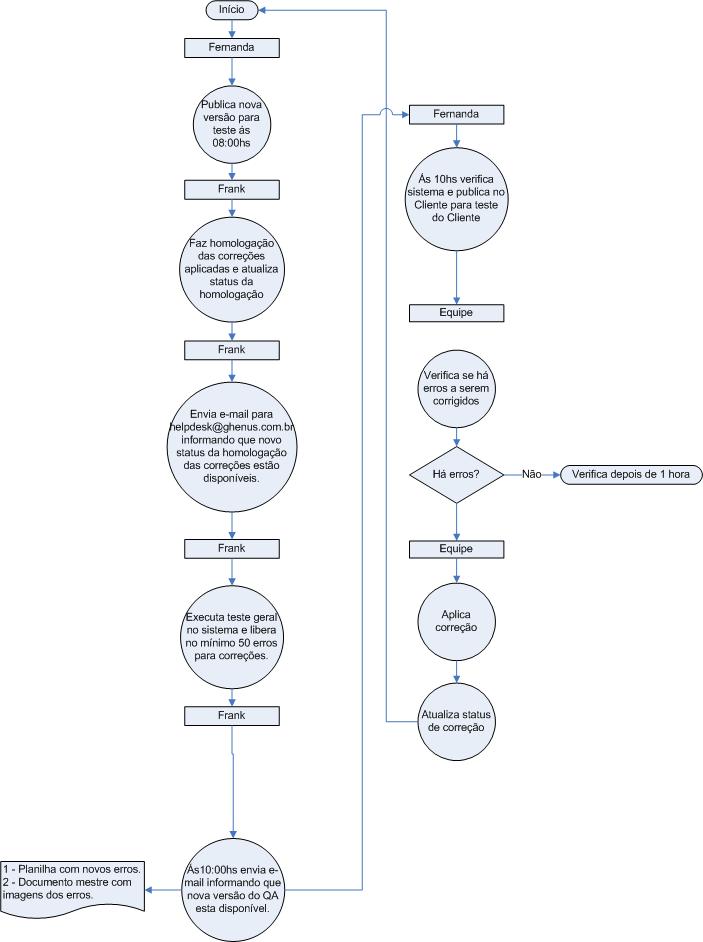 Início
Fernanda
Publica nova
versão para
teste ás
08:00hs
Frank
Faz homologação
das correções
aplicadas e atualiza
status da
homologação
Frank
Envia e-mail para
helpdesk@ghenus.com.br
informando que novo
status da homologação
das correções estão
disponíveis.
Frank
Executa teste geral
no sistema e libera
no mínimo 50 erros
para correções.
Frank
Ás10:00hs envia e-
mail informando que
nova versão do QA
esta disponível.
1 - Planilha com novos erros.
2 - Documento mestre com
imagens dos erros.
Fernanda
Ás 10hs verifica
sistema e publica no
Cliente para teste
do Cliente
Equipe
Verifica se há
erros a serem
corrigidos
Há erros?
Não
Verifica depois de 1 hora
Equipe
Aplica
correção
Atualiza status
de correção